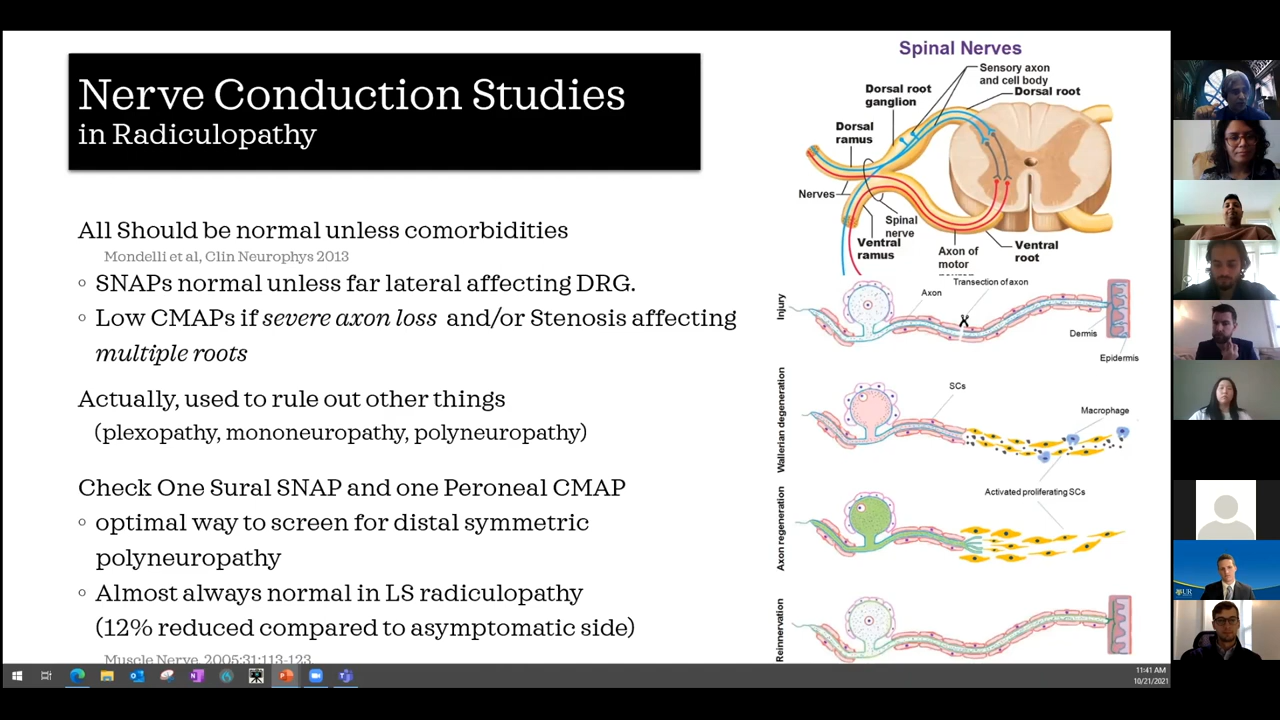 Nerve Conduction Studies
in Radiculopathy
All Should be normal unless comorbidities
Mondelli et al, Clin Neurophys 2013
◦ SNAPs normal unless far lateral affecting DRG.
◦ Low CMAPs if severe axon loss and/or Stenosis affecting
multiple roots
Actually, used to rule out other things
(plexopathy, mononeuropathy, polyneuropathy)
Check One Sural SNAP and one Peroneal CMAP
◦ optimal way to screen for distal symmetric
polyneuropathy
◦ Almost always normal in LS radiculopathy
(12% reduced compared to asymptomatic side)
Muscle Nerve, 2005;31:113-123
Spinal Nerves
Sensory axon
and cell body
Dorsal root
ganglion
Dorsal root
Dorsal
ramus
Nerves
Spinal
nerve
Ventral
ramus
Axon of
motor
Ventral
root
Injury
Axon
Transection of axon
Dermis
Epidermis
Wallerian degeneration
SCs
Macrophage
Activated proliferating SCs
Axon regeneration
Reinnervation
11:41 AM
10/21/2021